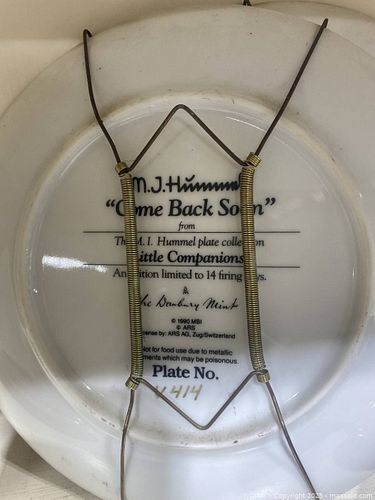 M.J.Hummel
"Come Back Soon"
from
The M. I. Hummel plate collection
Little Companions
An edition limited to 14 firing days.
&
The Danbury Mint
© 1990 MBI
© ARS
license by: ARS AG, Zug/Switzerland
Not for food use due to metallic
ments which may be poisonous.
Plate No.
414
Copyright 2025 - maxsold.com